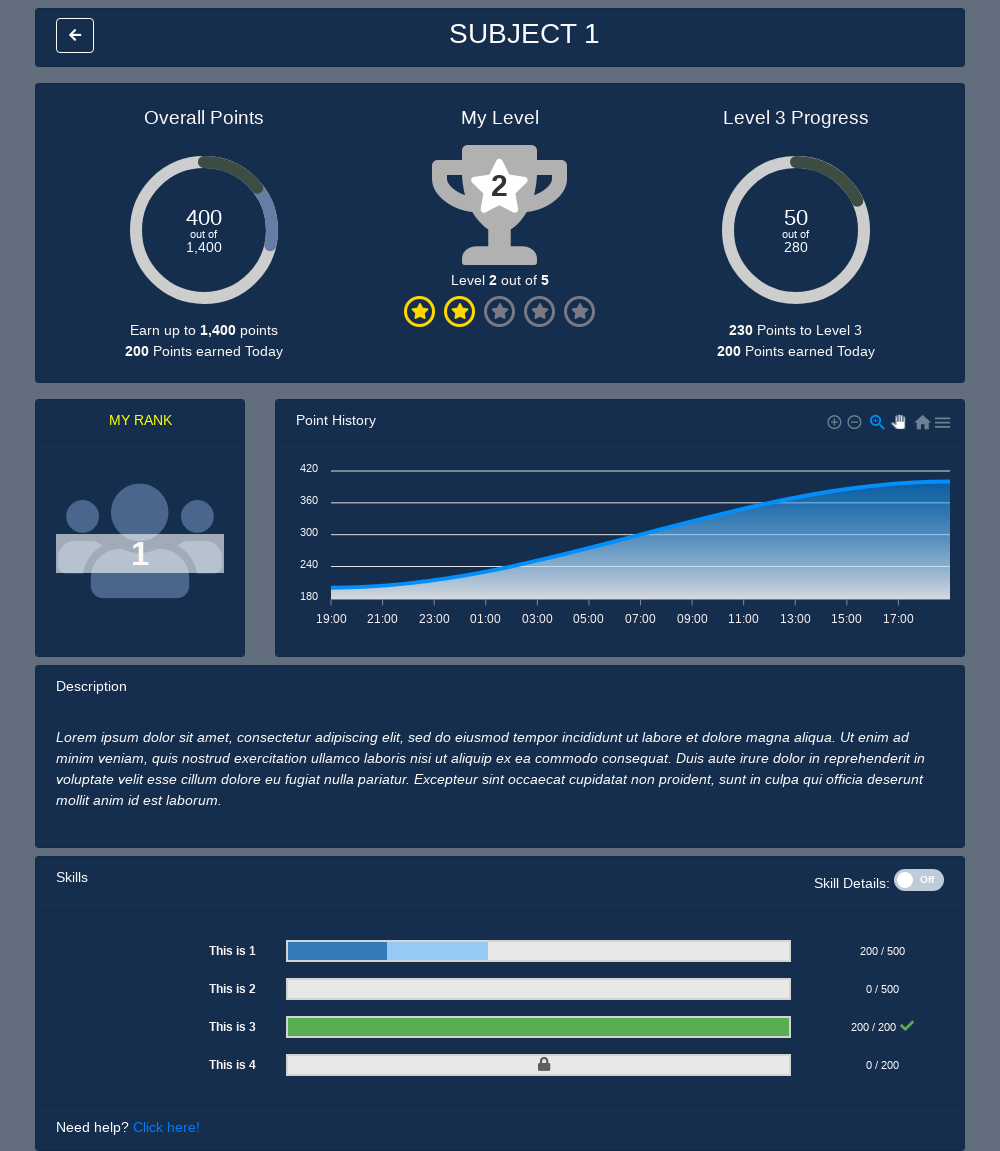 SUBJECT 1
Overall Points
400
out of
1,400
Earn up to 1,400 points
200 Points earned Today
My Level
2
Level 2 out of 5
Level 3 Progress
50
out of
280
230 Points to Level 3
200 Points earned Today
MY RANK
1
Point History
420
360
300
240
180
19:00 21:00 23:00 01:00 03:00 05:00 07:00 09:00 11:00 13:00 15:00 17:00
Description
Lorem ipsum dolor sit amet, consectetur adipiscing elit, sed do eiusmod tempor incididunt ut labore et dolore magna aliqua. Ut enim ad
minim veniam, quis nostrud exercitation ullamco laboris nisi ut aliquip ex ea commodo consequat. Duis aute irure dolor in reprehenderit in
voluptate velit esse cillum dolore eu fugiat nulla pariatur. Excepteur sint occaecat cupidatat non proident, sunt in culpa qui officia deserunt
mollit anim id est laborum.
Skills
Skill Details: Off
This is 1 200 / 500
This is 2 0 / 500
This is 3 200 / 200
This is 4 0 / 200
Need help? Click here!